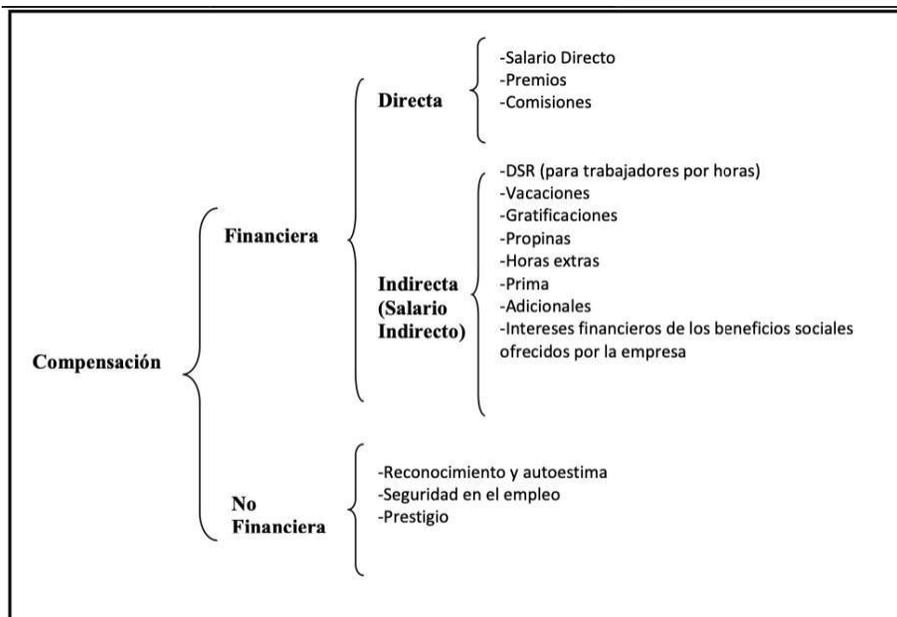 -Salario Directo
-Premios
-Comisiones
Directa
-DSR (para trabajadores por horas)
-Vacaciones
-Gratificaciones
-Propinas
-Horas extras
-Prima
-Adicionales
-Intereses financieros de los beneficios sociales
ofrecidos por la empresa
Financiera
Indirecta
(Salario
Indirecto)
Compensación
-Reconocimiento y autoestima
-Seguridad en el empleo
-Prestigio
No
Financiera